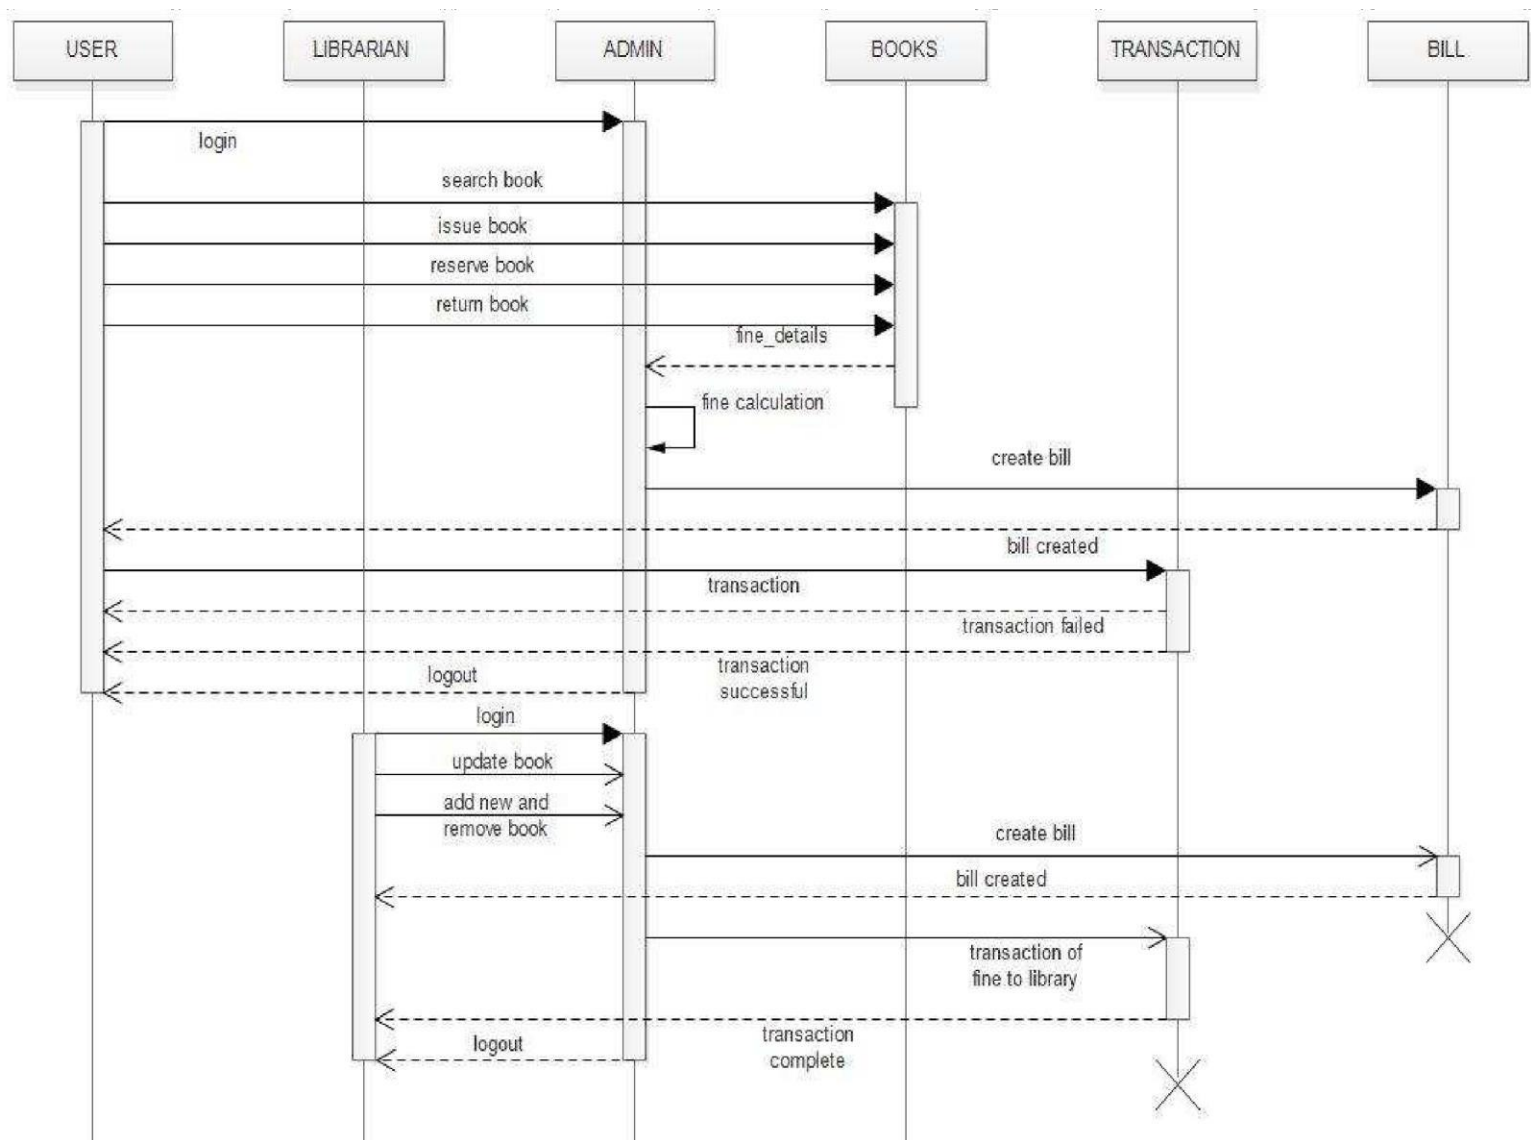 USER
LIBRARIAN
ADMIN
BOOKS
TRANSACTION
BILL
login
search book
issue book
reserve book
return book
fine_details
fine calculation
create bill
bill created
transaction
transaction failed
transaction
successful
logout
login
update book
add new and
remove book
create bill
bill created
transaction of
fine to library
transaction
complete
logout